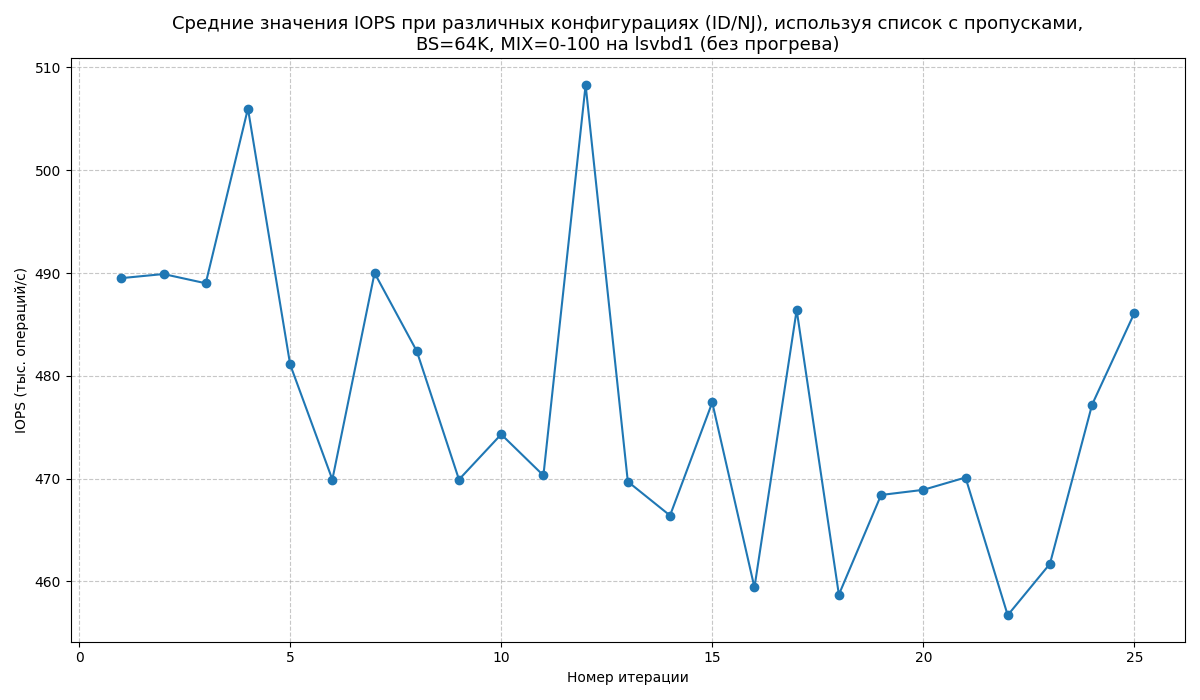 Средние значения IOPS при различных конфигурациях (ID/NJ), используя список с пропусками,
BS=64K, MIX=0-100 на lsvbd1 (без прогрева)
IOPS (тыс. операций/с)
510
500
490
480
470
460
0 5 10 15 20 25
Номер итерации